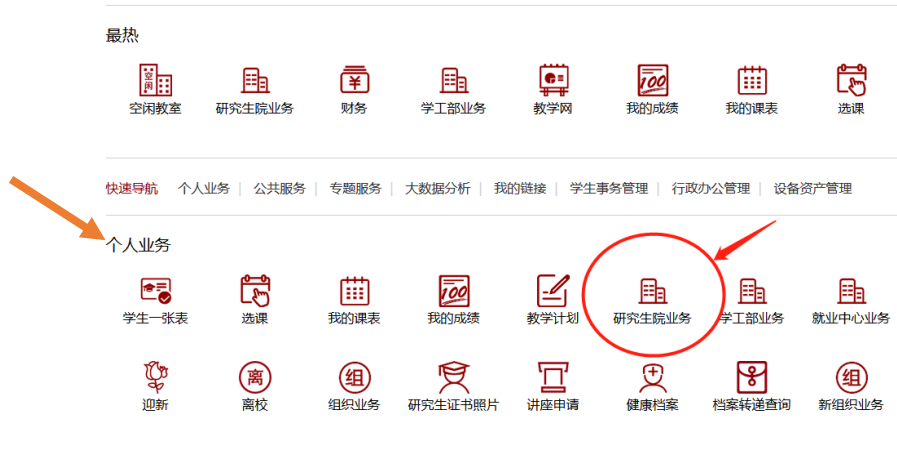 最热
空闲
100
空闲教室 研究生院业务 财务 学工部业务 教学网 我的成绩 我的课表 选课
快速导航 个人业务 | 公共服务 | 专题服务 | 大数据分析 | 我的链接 | 学生事务管理 | 行政办公管理 | 设备资产管理
个人业务
100
学生一张表 选课 我的课表 我的成绩 教学计划 研究生院业务 学工部业务 就业中心业务
离 组 组
迎新 离校 组织业务 研究生证书照片 讲座申请 健康档案 档案转递查询 新组织业务